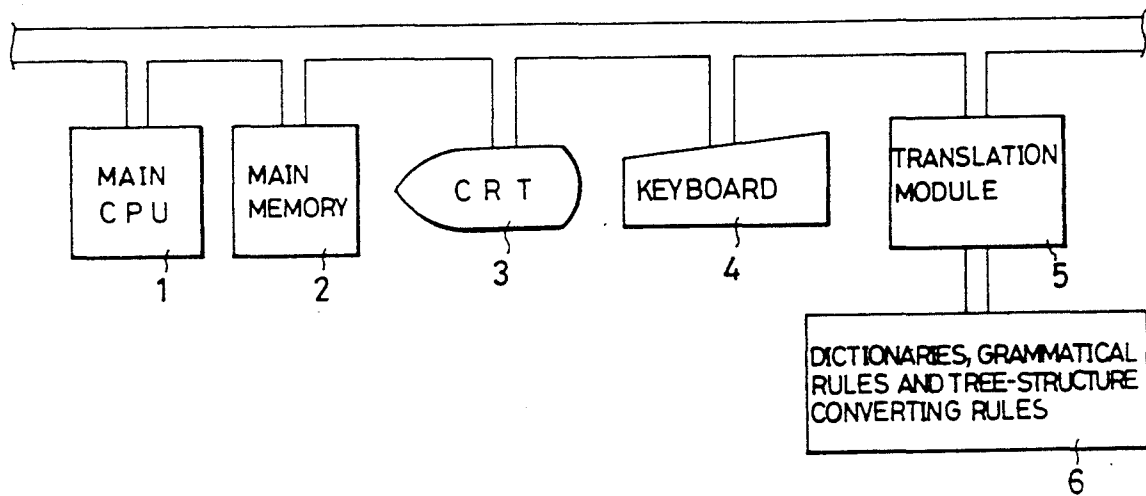 MAIN
CPU
1
MAIN
MEMORY
2
CRT
3
KEYBOARD
4
TRANSLATION
MODULE
5
DICTIONARIES, GRAMMATICAL
RULES AND TREE-STRUCTURE
CONVERTING RULES
6